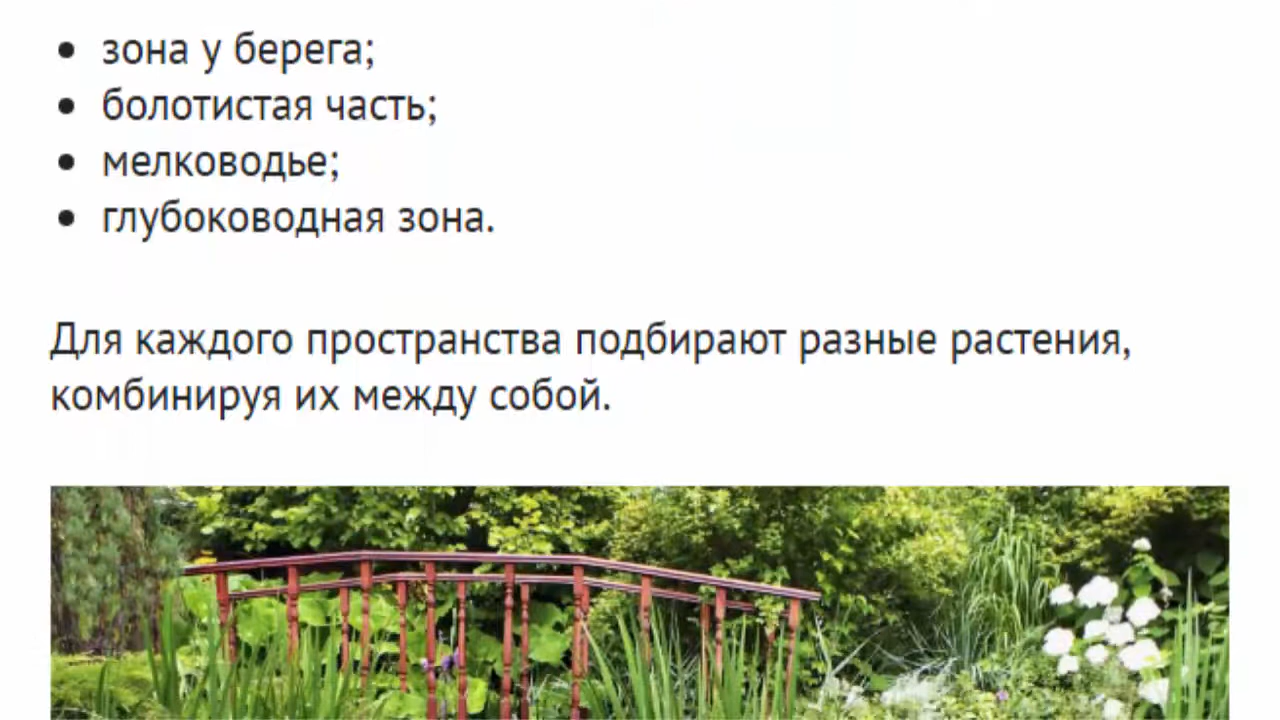 • зона у берега;
• болотистая часть;
• мелководье;
• глубоководная зона.
Для каждого пространства подбирают разные растения,
комбинируя их между собой.